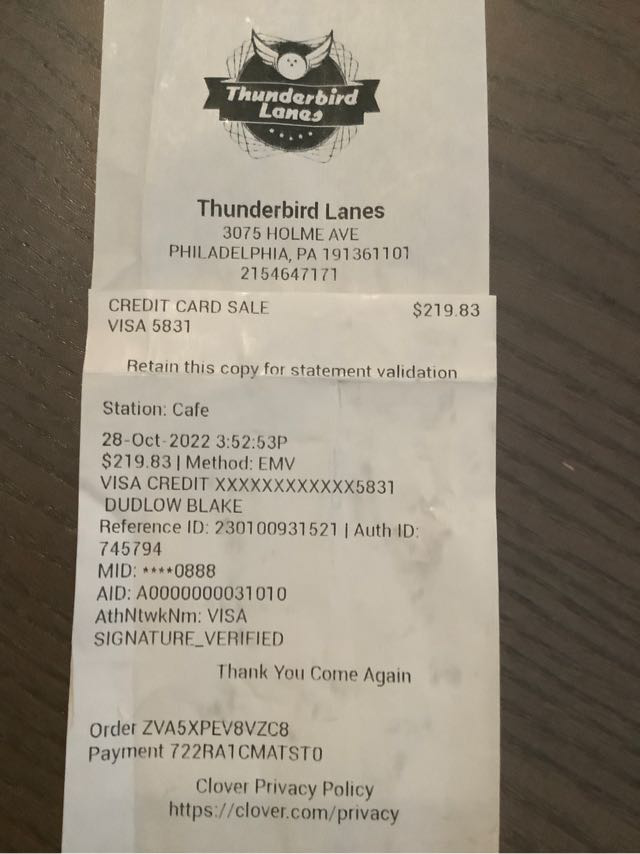 Thunderbird
Lanes
Thunderbird Lanes
3075 HOLME AVE
PHILADELPHIA, PA 191361101
2154647171
CREDIT CARD SALE $219.83
VISA 5831
Retain this copy for statement validation
Station: Cafe
28-Oct-2022 3:52:53P
$219.83 | Method: EMV
VISA CREDIT XXXXXXXXXXXX5831
DUDLOW BLAKE
Reference ID: 230100931521 | Auth ID:
745794
MID: ****0888
AID: A0000000031010
AthNtwkNm: VISA
SIGNATURE_VERIFIED
Thank You Come Again
Order ZVA5XPEV8VZC8
Payment 722RA1CMATST0
Clover Privacy Policy
https://clover.com/privacy